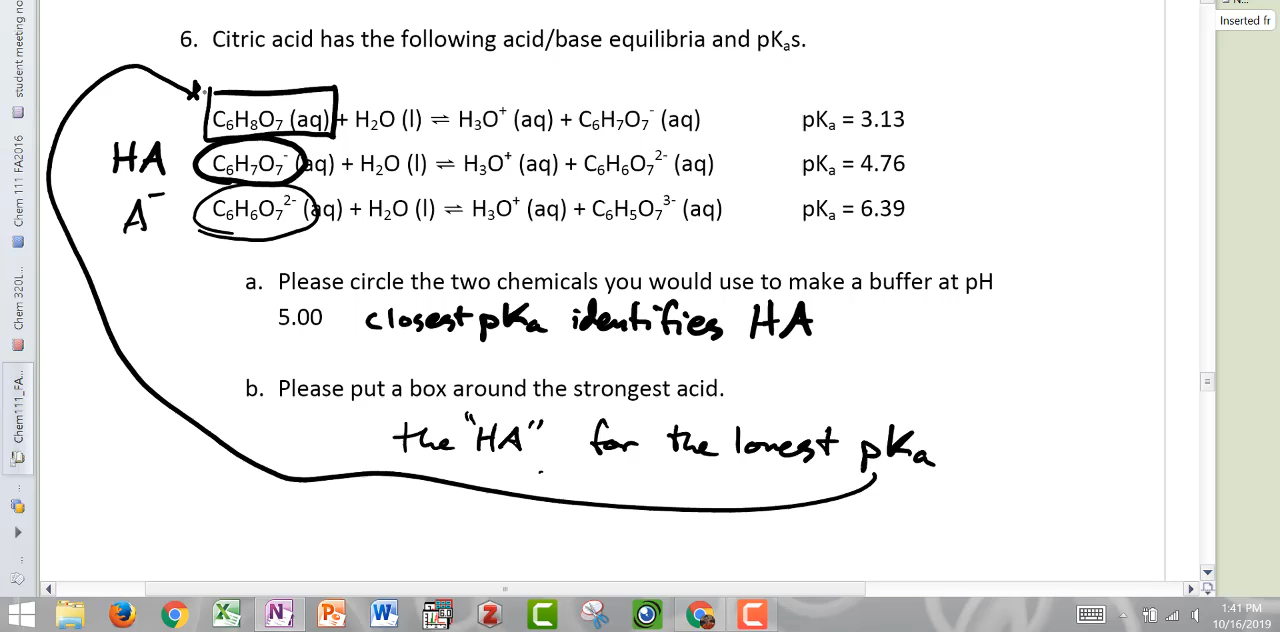 Inserted fr
student meeting no
Chem 111 FA2016
Chem 320L...
Chem111_FA...
6. Citric acid has the following acid/base equilibria and pKₐs.
C₆H₈O₇ (aq) + H₂O (l) ⇌ H₃O⁺ (aq) + C₆H₇O₇⁻ (aq) pKₐ = 3.13
HA C₆H₇O₇⁻ (aq) + H₂O (l) ⇌ H₃O⁺ (aq) + C₆H₆O₇²⁻ (aq) pKₐ = 4.76
A⁻ C₆H₆O₇²⁻ (aq) + H₂O (l) ⇌ H₃O⁺ (aq) + C₆H₅O₇³⁻ (aq) pKₐ = 6.39
a. Please circle the two chemicals you would use to make a buffer at pH
5.00 closest pKₐ identifies HA
b. Please put a box around the strongest acid.
the "HA" for the lowest pKₐ
1:41 PM
10/16/2019